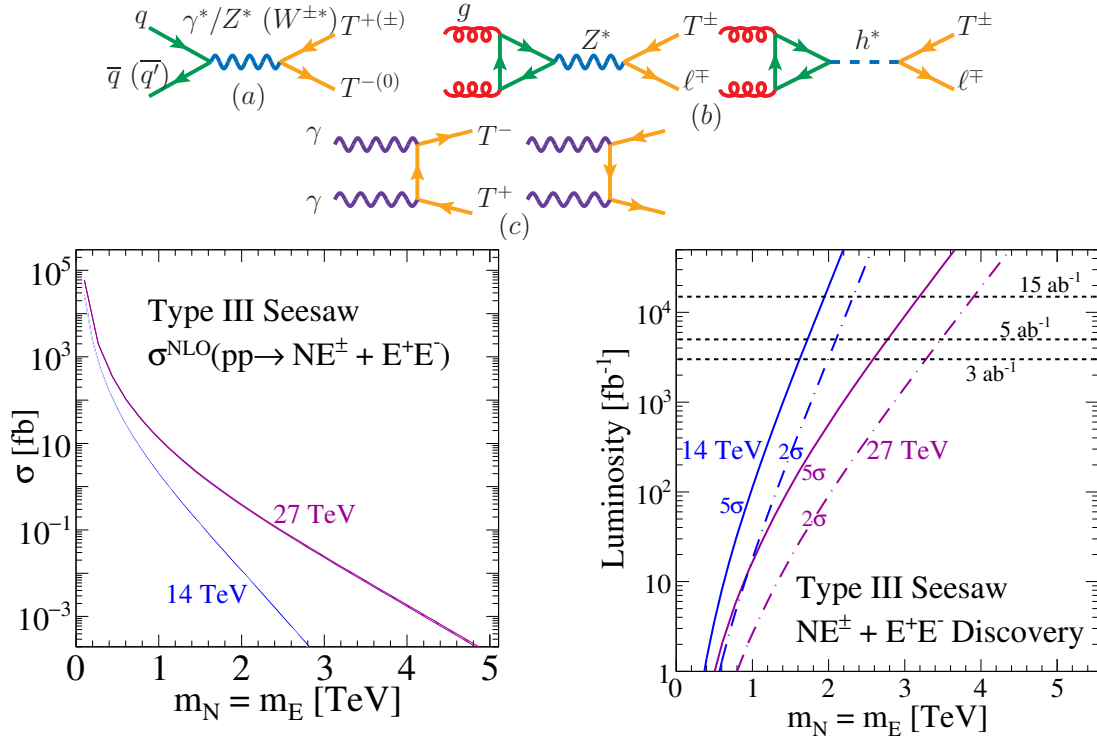 q γ*/Z* (W±*) T+(±)
q̅ (q̅′) T−(0)
(a)
g Z* T±
ℓ∓
(b)
h* T±
ℓ∓
γ T−
γ T+
(c)
Type III Seesaw
σNLO(pp→ NE± + E+E-)
27 TeV
14 TeV
σ [fb]
10^5
10^3
10
10^-1
10^-3
0 1 2 3 4 5
mN = mE [TeV]
Luminosity [fb-1]
10^4
10^3
10^2
10
1
15 ab-1
5 ab-1
3 ab-1
14 TeV 2σ 27 TeV
5σ
5σ 2σ
Type III Seesaw
NE± + E+E- Discovery
0 1 2 3 4 5
mN = mE [TeV]